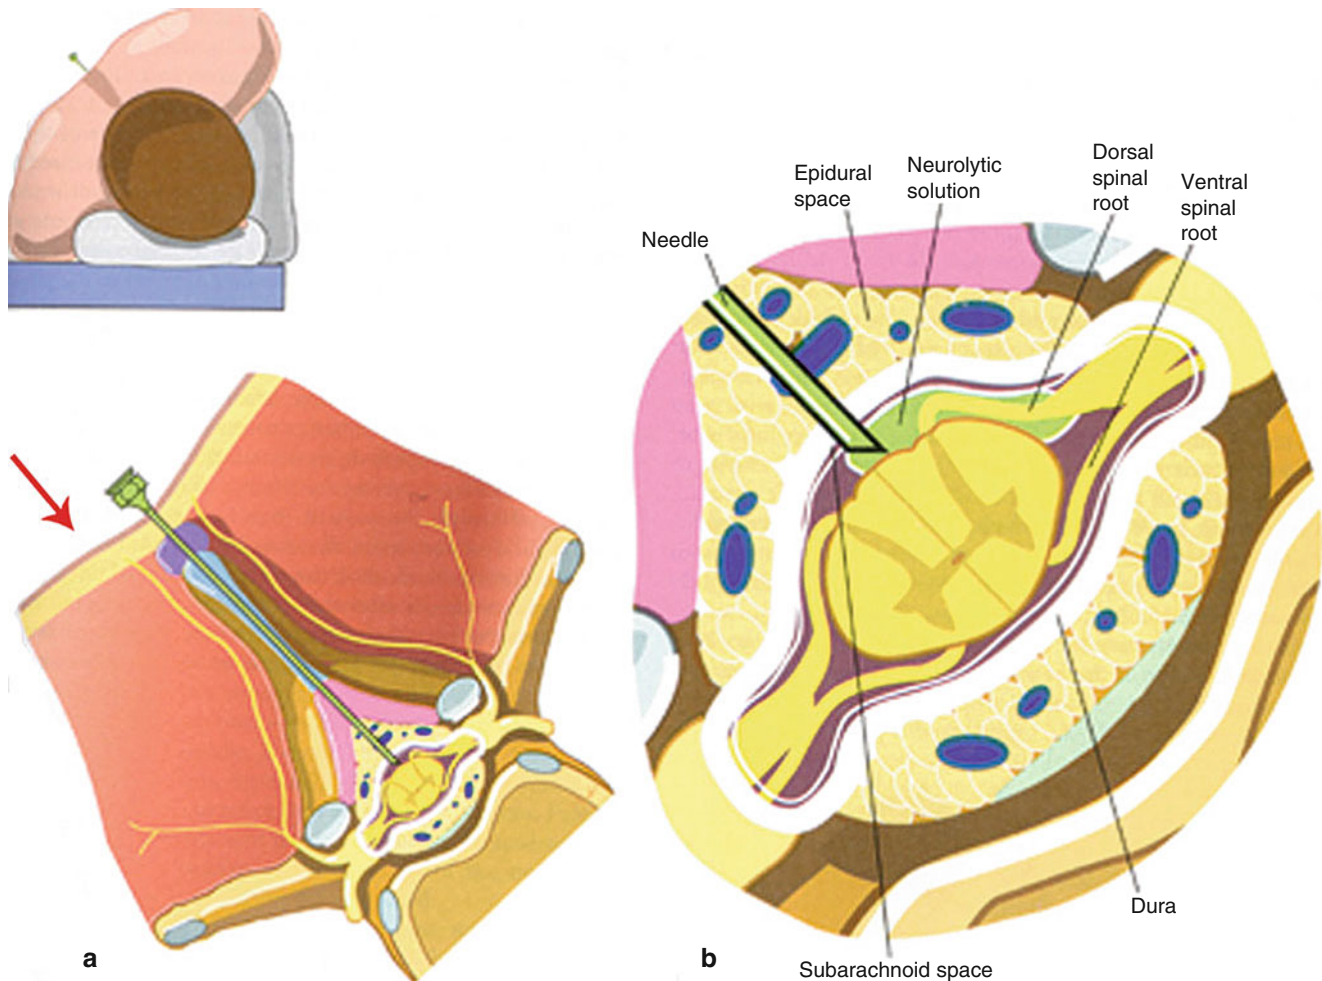 Epidural
space
Neurolytic
solution
Dorsal
spinal
root
Ventral
spinal
root
Needle
Dura
a
b
Subarachnoid space